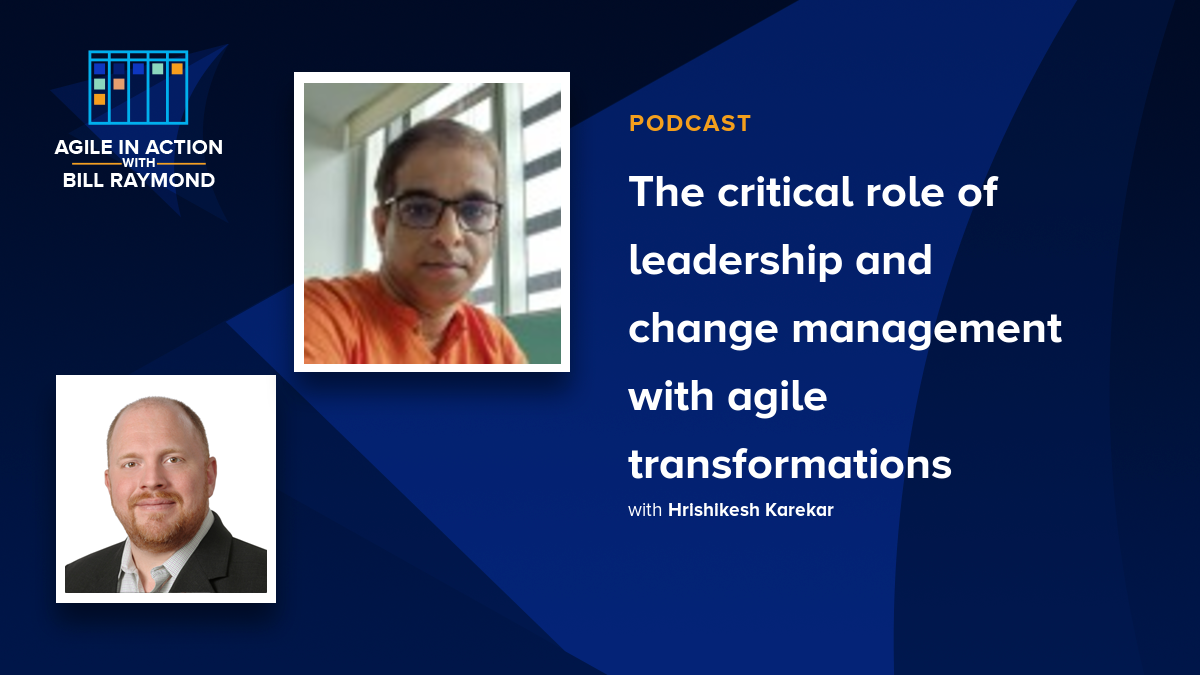 AGILE IN ACTION
WITH
BILL RAYMOND
PODCAST
The critical role of
leadership and
change management
with agile
transformations
with Hrishikesh Karekar